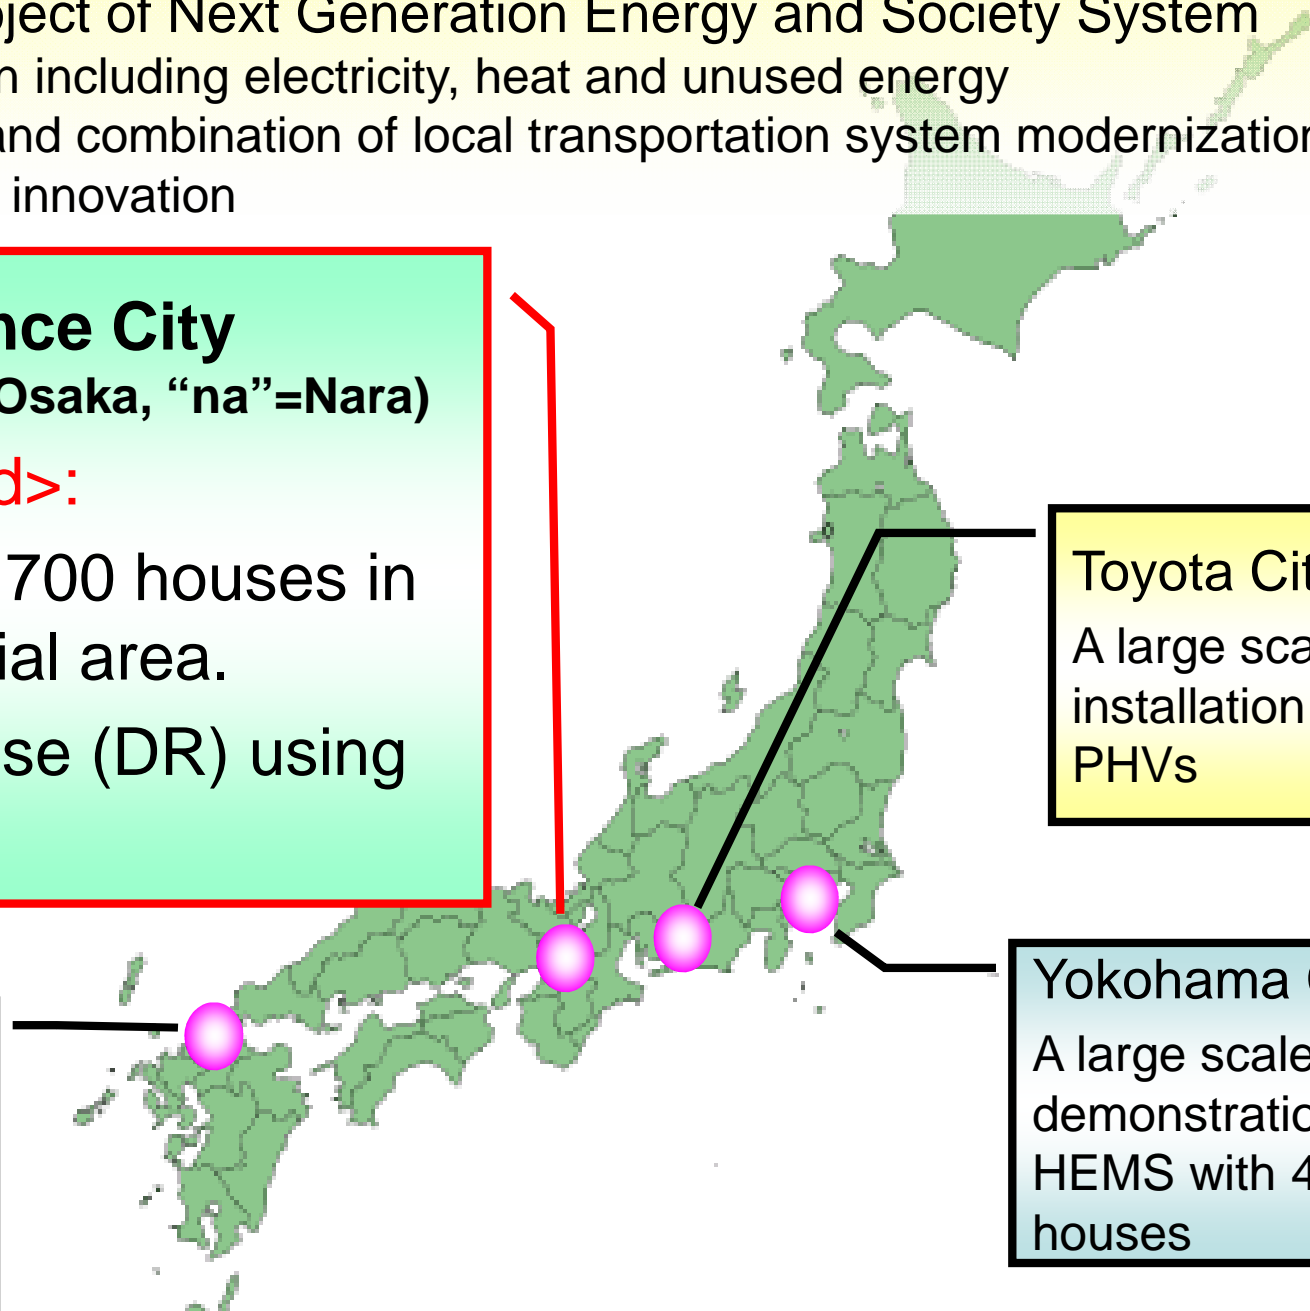 ject of Next Generation Energy and Society System
n including electricity, heat and unused energy
and combination of local transportation system modernization
innovation
nce City
Osaka, “na”=Nara)
d>:
700 houses in
ial area.
se (DR) using
Toyota Cit
A large sca
installation
PHVs
Yokohama
A large scale
demonstratio
HEMS with 4
houses